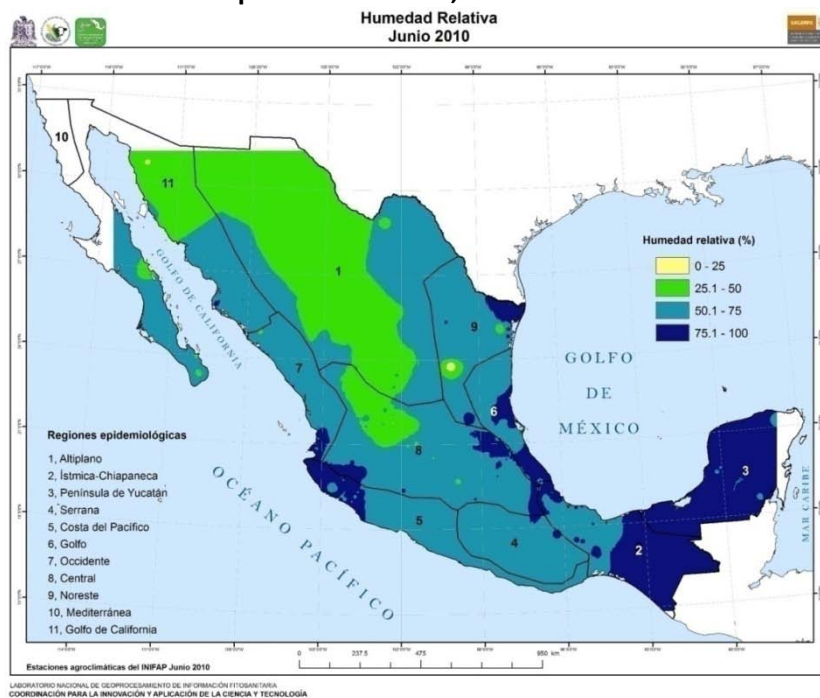 Humedad Relativa
Junio 2010
10
11
1
9
7
6
8
5
4
3
2
GOLFO DE CALIFORNIA
GOLFO
DE
MÉXICO
OCÉANO PACÍFICO
MAR CARIBE
Humedad relativa (%)
0 - 25
25.1 - 50
50.1 - 75
75.1 - 100
Regiones epidemiológicas
1, Altiplano
2, Ístmica-Chiapaneca
3, Península de Yucatán
4, Serrana
5, Costa del Pacífico
6, Golfo
7, Occidente
8, Central
9, Noreste
10, Mediterránea
11, Golfo de California
0 237.5 475 950 km
Estaciones agroclimáticas del INIFAP Junio 2010
LABORATORIO NACIONAL DE GEOPROCESAMIENTO DE INFORMACIÓN FITOSANITARIA
COORDINACIÓN PARA LA INNOVACIÓN Y APLICACIÓN DE LA CIENCIA Y TECNOLOGÍA